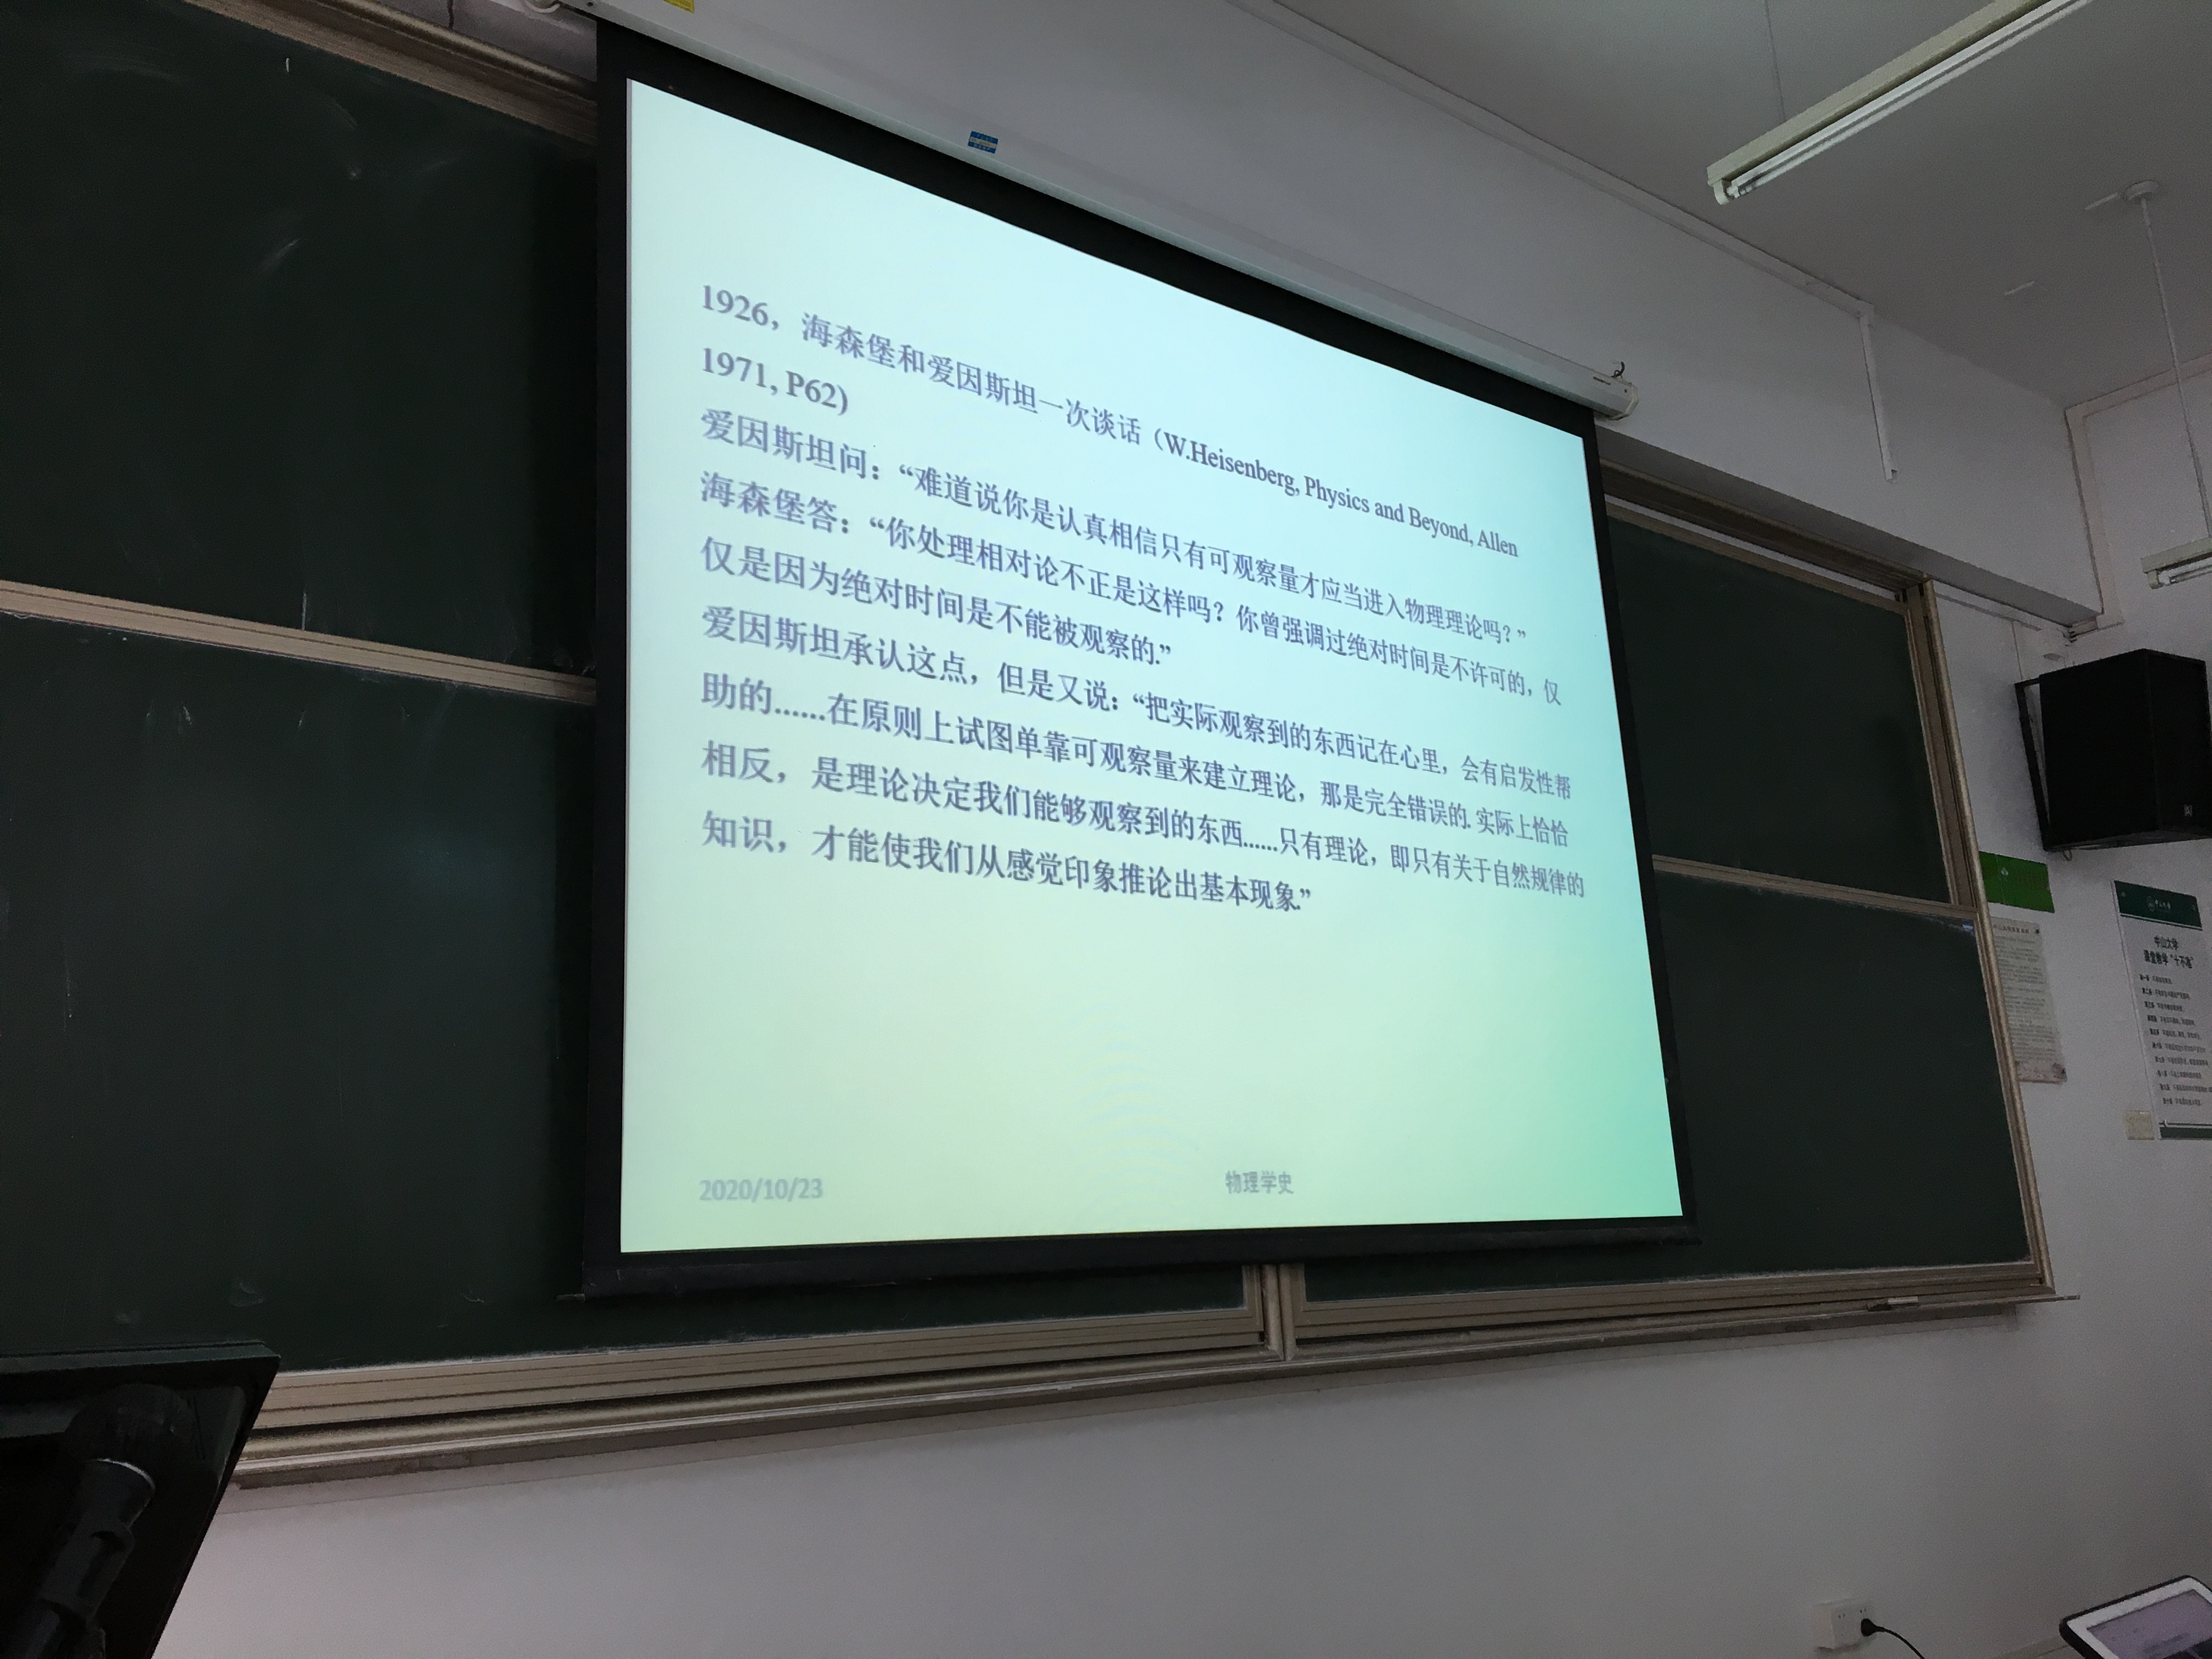 1926，海森堡和爱因斯坦一次谈话（W.Heisenberg, Physics and Beyond, Allen
1971, P62)
爱因斯坦问：“难道说你是认真相信只有可观察量才应当进入物理理论吗？”
海森堡答：“你处理相对论不正是这样吗？你曾强调过绝对时间是不许可的，仅
仅是因为绝对时间是不能被观察的.”
爱因斯坦承认这点，但是又说：“把实际观察到的东西记在心里，会有启发性帮
助的......在原则上试图单靠可观察量来建立理论，那是完全错误的. 实际上恰恰
相反，是理论决定我们能够观察到的东西......只有理论，即只有关于自然规律的
知识，才能使我们从感觉印象推论出基本现象.”
2020/10/23
物理学史
中山大学
课堂教学“十不准”